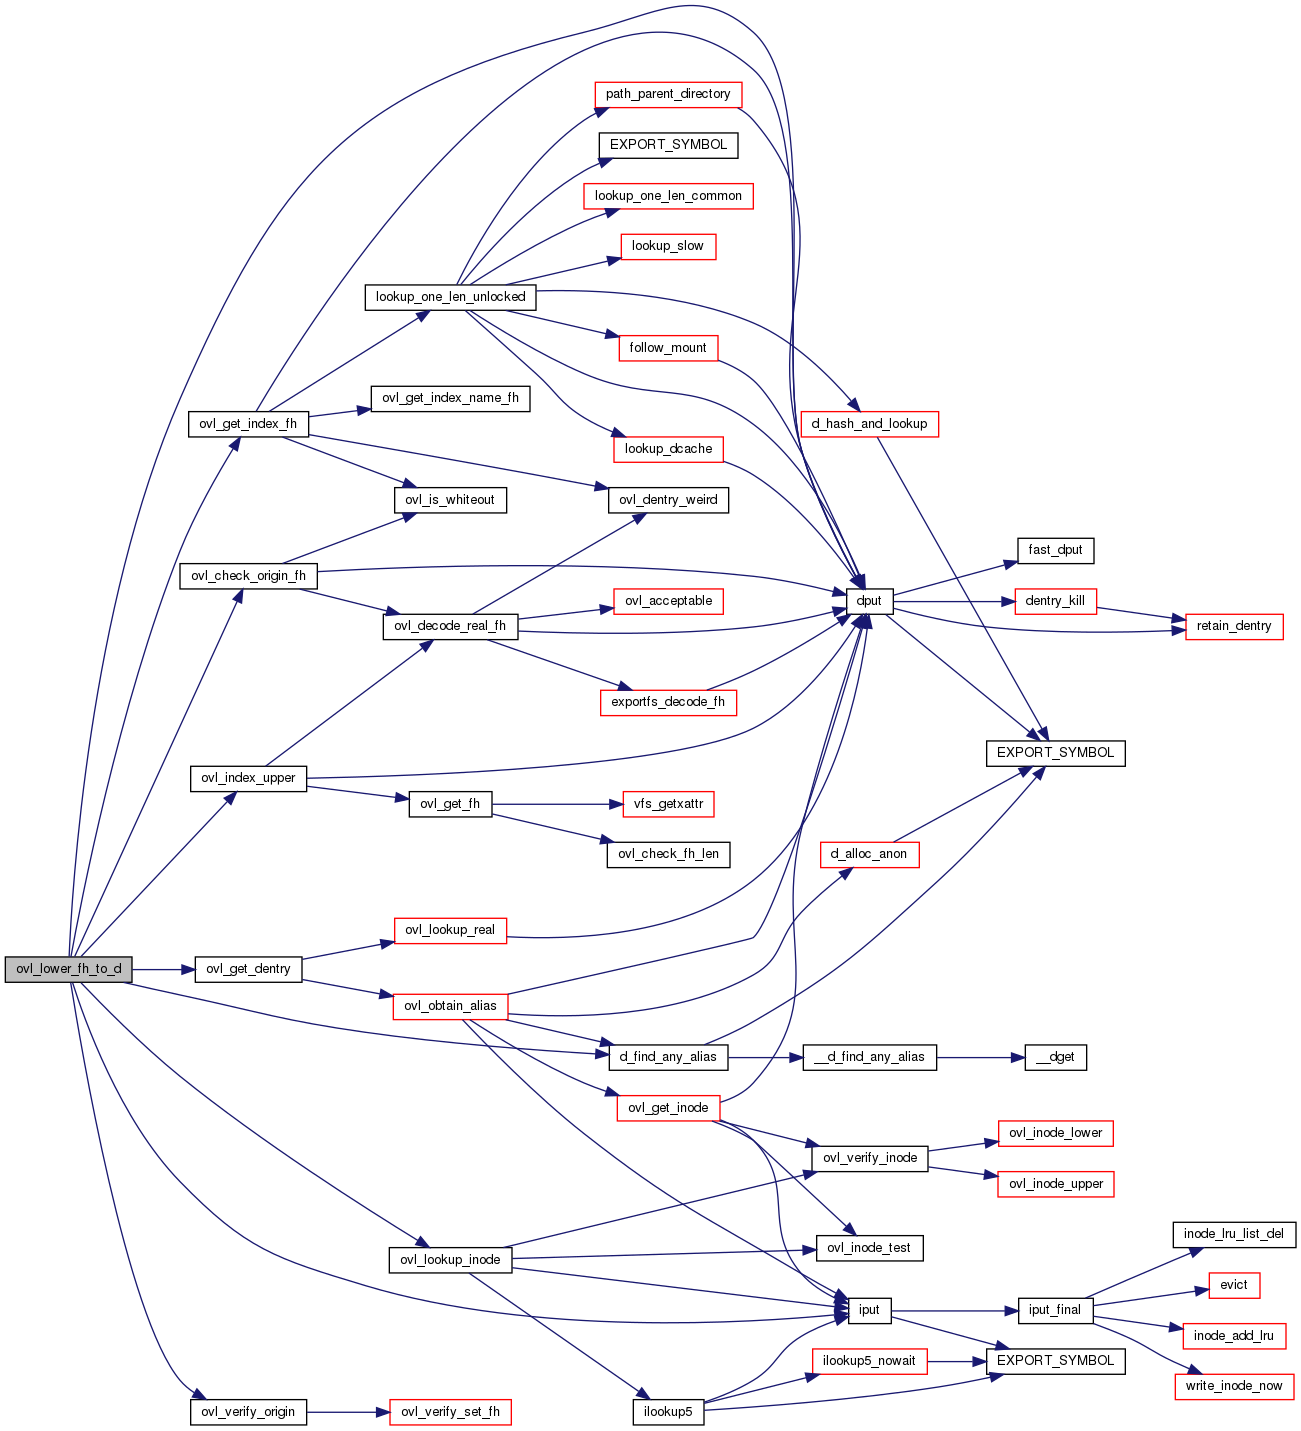 path_parent_directory
EXPORT_SYMBOL
lookup_one_len_common
lookup_slow
lookup_one_len_unlocked
follow_mount
ovl_get_index_name_fh
ovl_get_index_fh
d_hash_and_lookup
lookup_dcache
ovl_is_whiteout
ovl_dentry_weird
fast_dput
ovl_check_origin_fh
ovl_acceptable
dput
dentry_kill
ovl_decode_real_fh
retain_dentry
exportfs_decode_fh
EXPORT_SYMBOL
ovl_index_upper
ovl_get_fh
vfs_getxattr
ovl_check_fh_len
d_alloc_anon
ovl_lookup_real
ovl_lower_fh_to_d
ovl_get_dentry
ovl_obtain_alias
d_find_any_alias
__d_find_any_alias
__dget
ovl_get_inode
ovl_inode_lower
ovl_verify_inode
ovl_inode_upper
inode_lru_list_del
ovl_inode_test
ovl_lookup_inode
evict
iput
iput_final
inode_add_lru
ilookup5_nowait
EXPORT_SYMBOL
write_inode_now
ovl_verify_origin
ovl_verify_set_fh
ilookup5